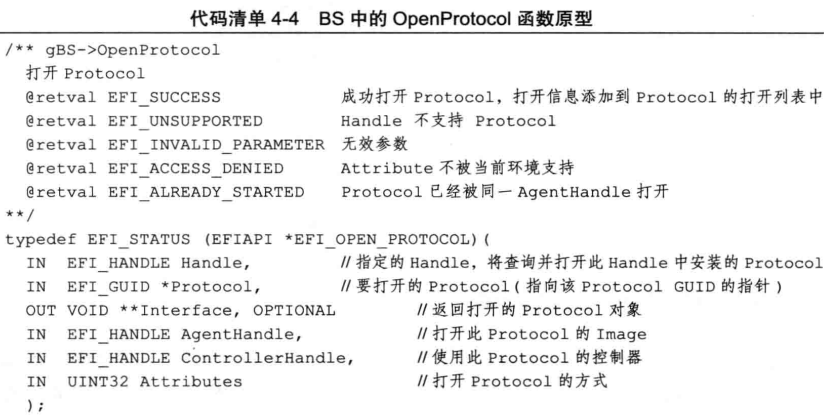 代码清单 4-4 BS 中的 OpenProtocol 函数原型
/** gBS->OpenProtocol
打开 Protocol
@retval EFI_SUCCESS 成功打开 Protocol，打开信息添加到 Protocol 的打开列表中
@retval EFI_UNSUPPORTED Handle 不支持 Protocol
@retval EFI_INVALID_PARAMETER 无效参数
@retval EFI_ACCESS_DENIED Attribute 不被当前环境支持
@retval EFI_ALREADY_STARTED Protocol 已经被同一 AgentHandle 打开
**/
typedef EFI_STATUS (EFIAPI *EFI_OPEN_PROTOCOL)(
IN EFI_HANDLE Handle, //指定的 Handle，将查询并打开此 Handle 中安装的 Protocol
IN EFI_GUID *Protocol, //要打开的 Protocol(指向该 Protocol GUID 的指针)
OUT VOID **Interface, OPTIONAL //返回打开的 Protocol 对象
IN EFI_HANDLE AgentHandle, //打开此 Protocol 的 Image
IN EFI_HANDLE ControllerHandle, //使用此 Protocol 的控制器
IN UINT32 Attributes //打开 Protocol 的方式
);